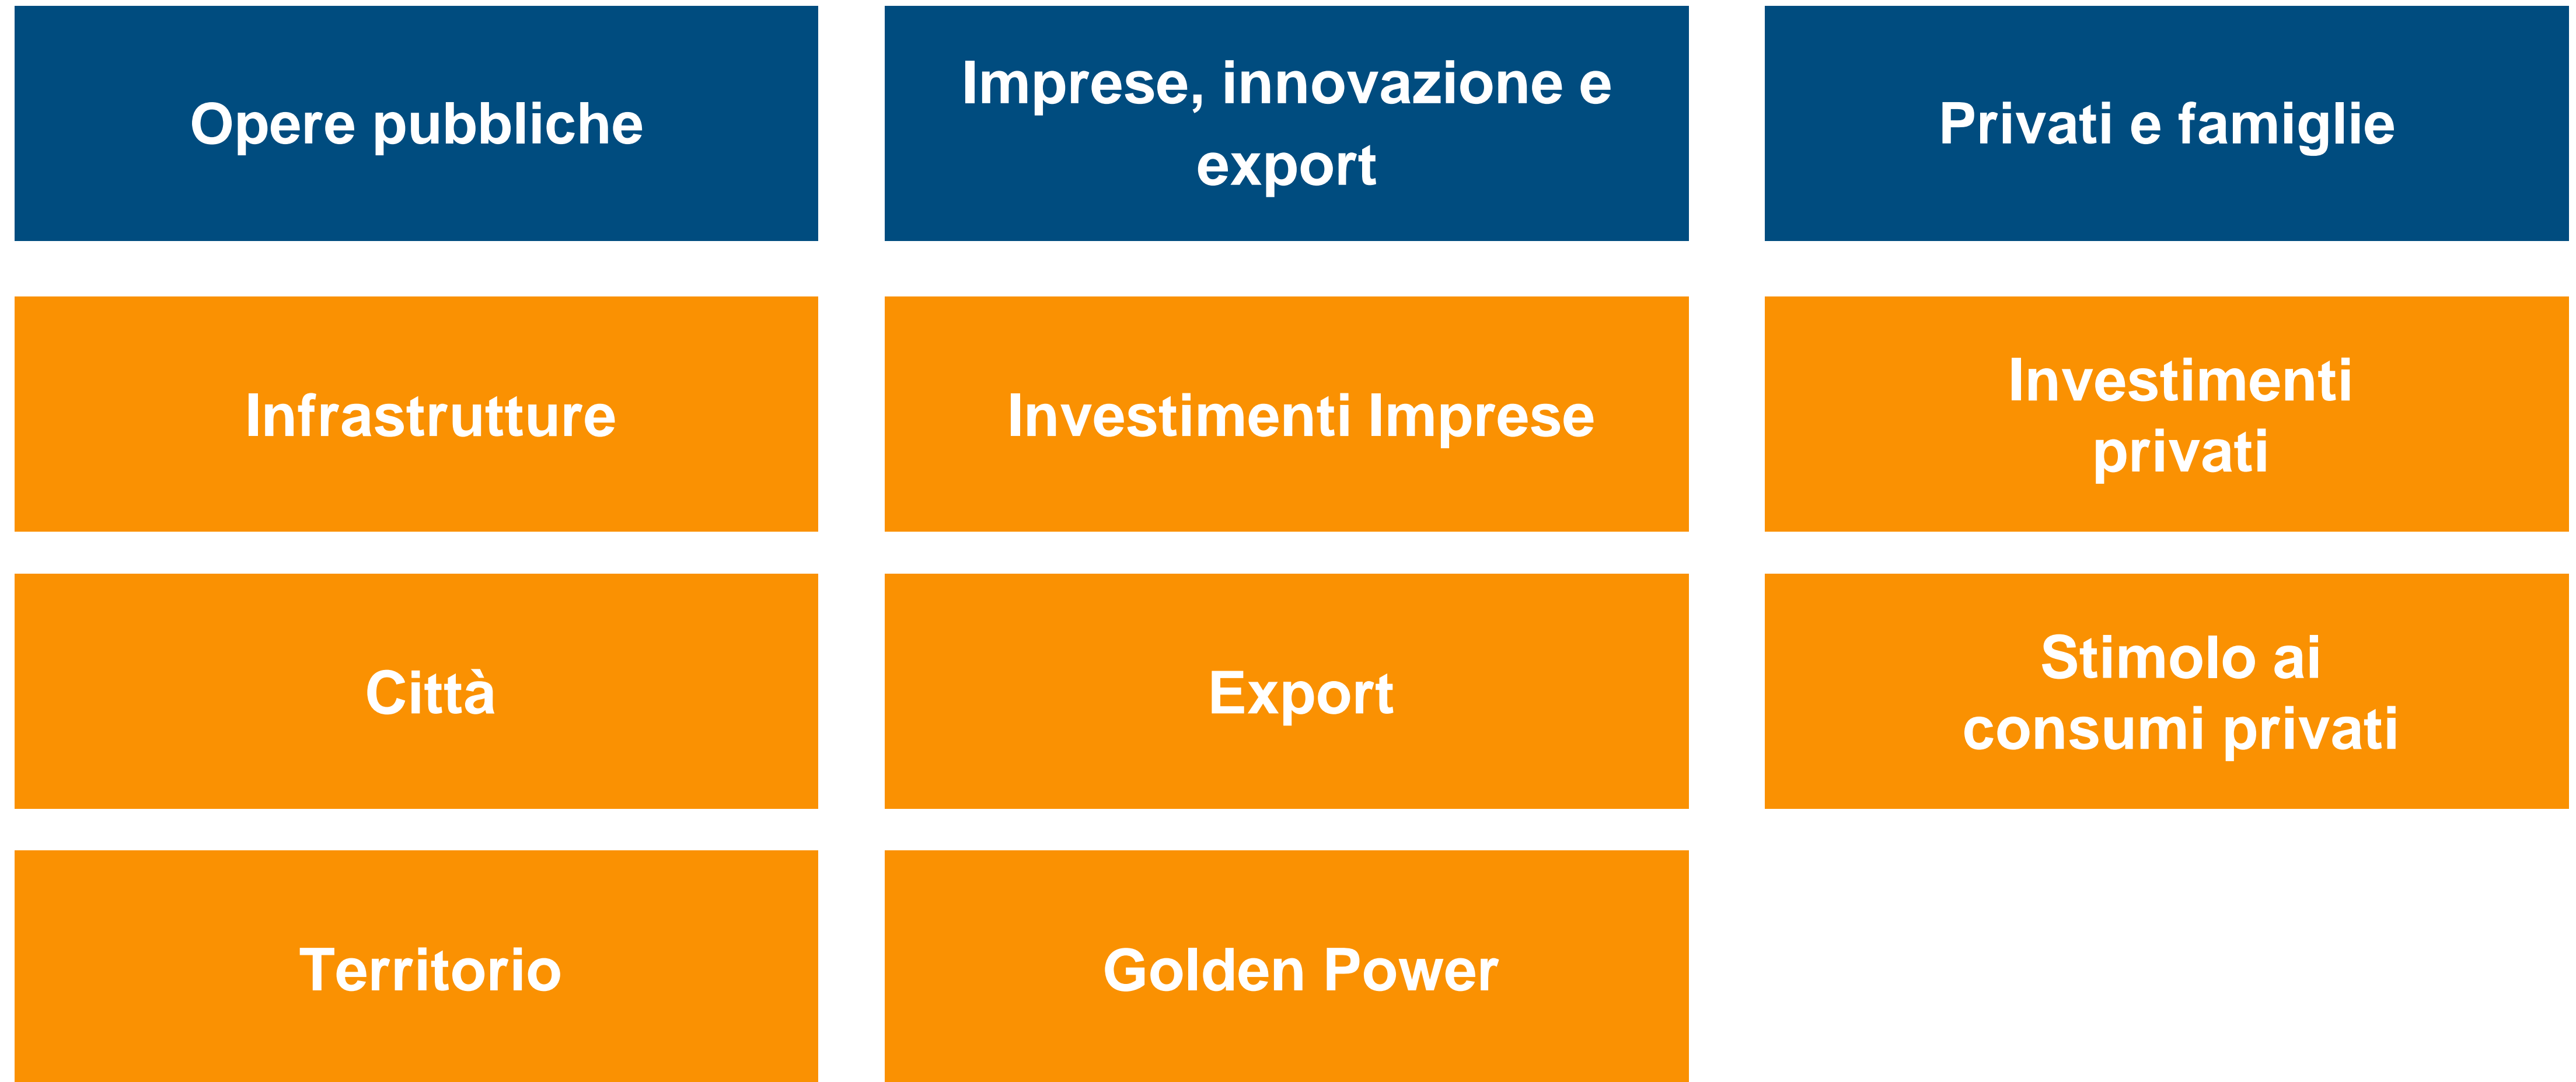 Opere pubbliche
Imprese, innovazione e
export
Privati e famiglie
Infrastrutture
Investimenti Imprese
Investimenti
privati
Città
Export
Stimolo ai
consumi privati
Territorio
Golden Power